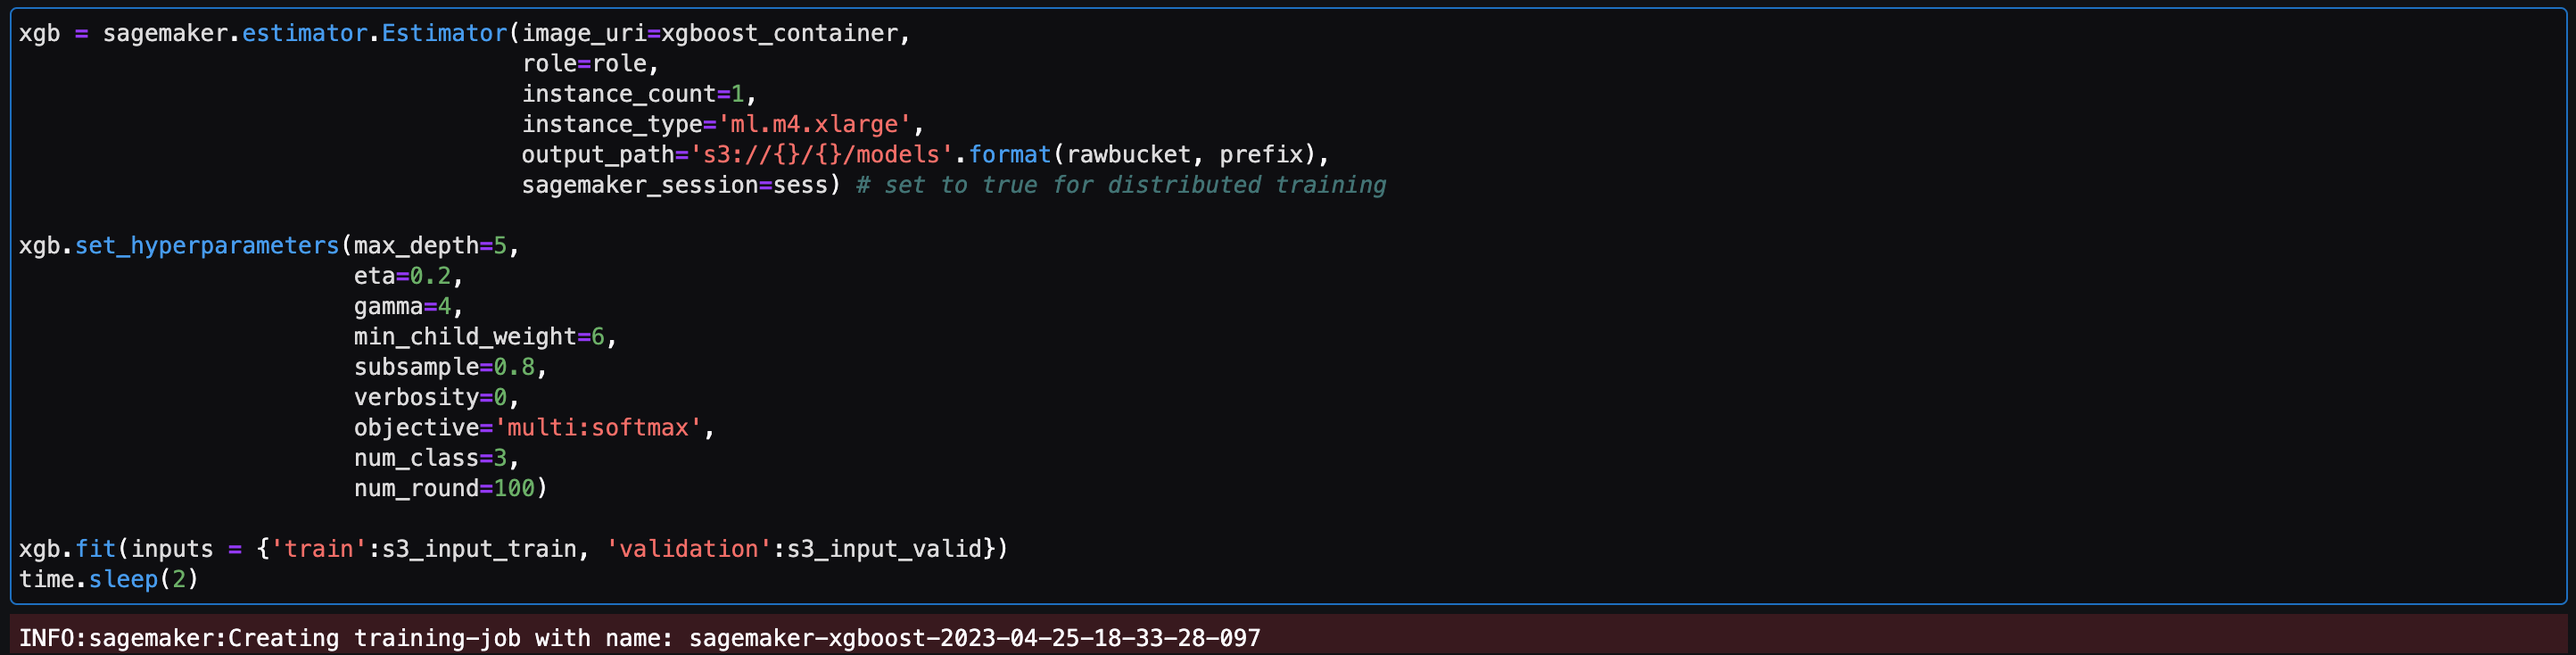 xgb = sagemaker.estimator.Estimator(image_uri=xgboost_container,
                                    role=role,
                                    instance_count=1,
                                    instance_type='ml.m4.xlarge',
                                    output_path='s3://{}/{}/models'.format(rawbucket, prefix),
                                    sagemaker_session=sess) # set to true for distributed training

xgb.set_hyperparameters(max_depth=5,
                        eta=0.2,
                        gamma=4,
                        min_child_weight=6,
                        subsample=0.8,
                        verbosity=0,
                        objective='multi:softmax',
                        num_class=3,
                        num_round=100)

xgb.fit(inputs = {'train':s3_input_train, 'validation':s3_input_valid})
time.sleep(2)
INFO:sagemaker:Creating training-job with name: sagemaker-xgboost-2023-04-25-18-33-28-097